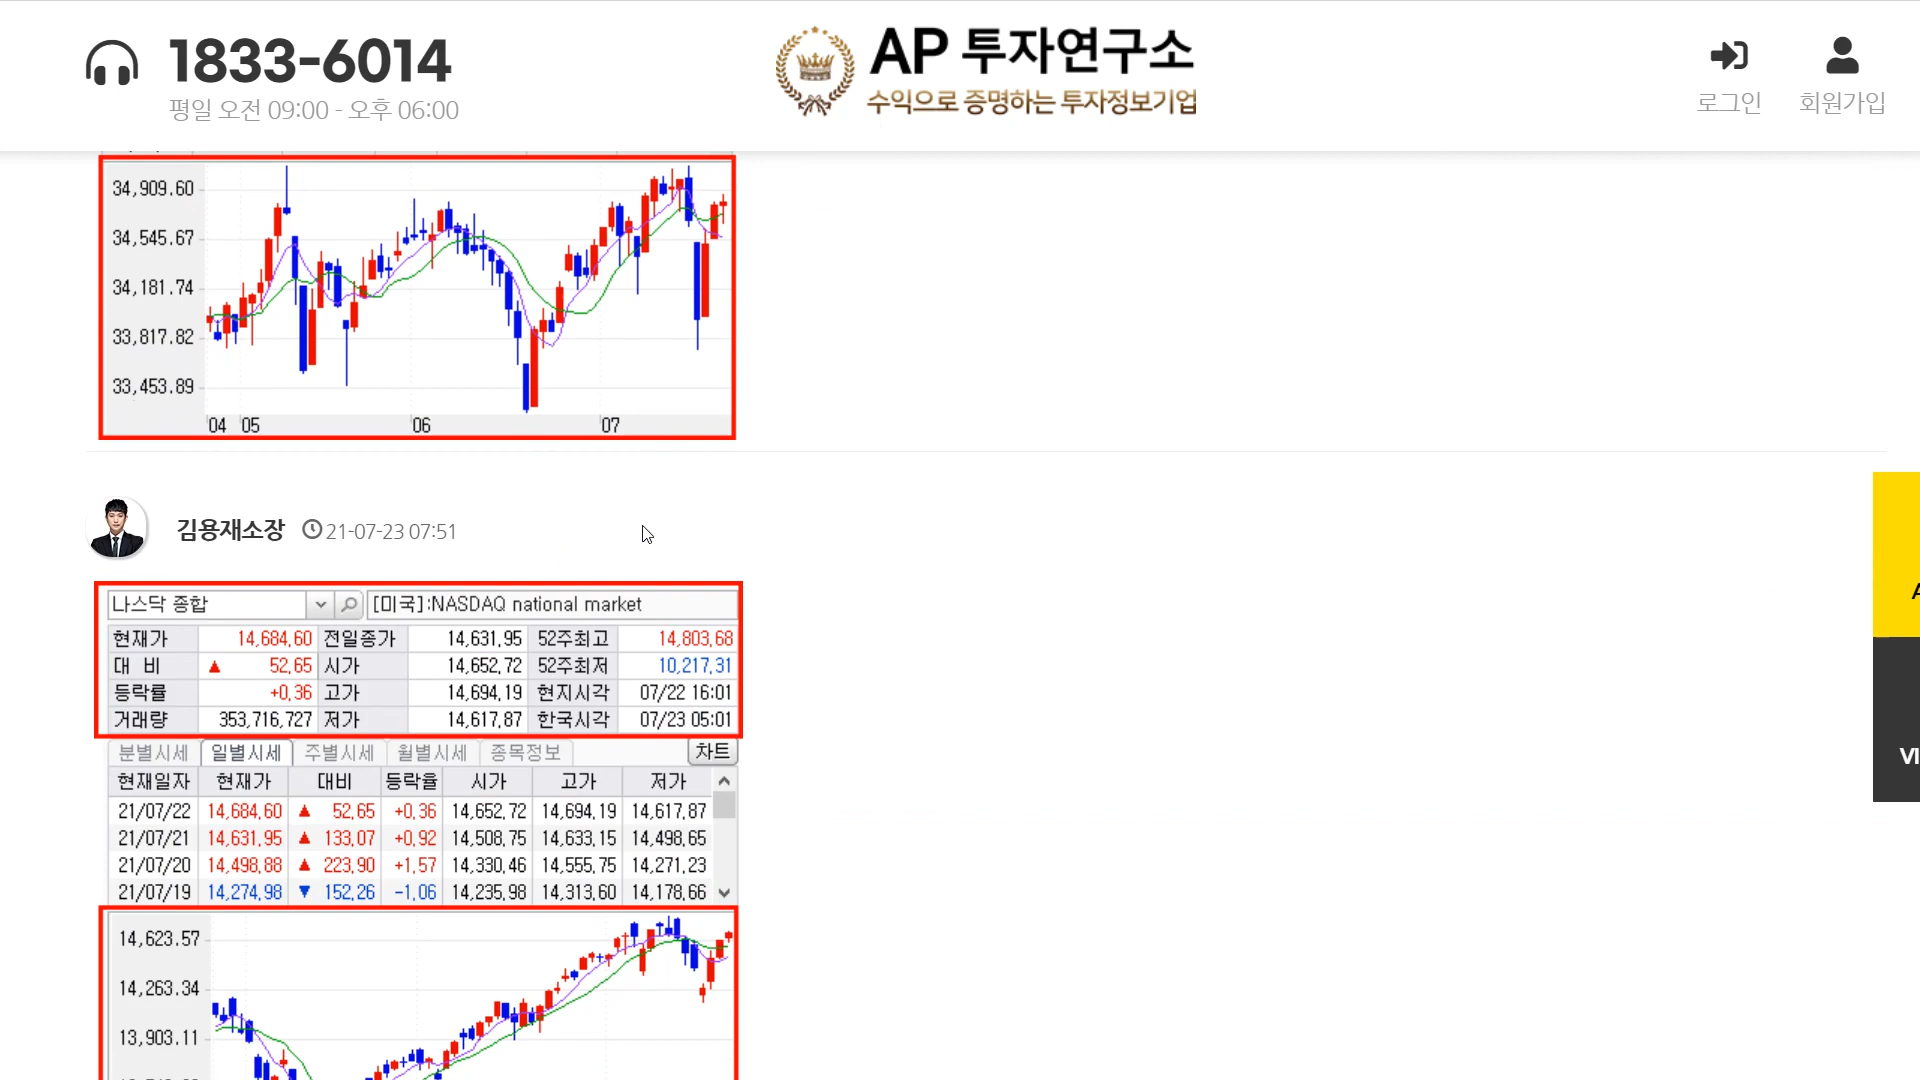 1833-6014
평일 오전 09:00 - 오후 06:00
AP 투자연구소
수익으로 증명하는 투자정보기업
로그인
회원가입
34,909.60
34,545.67
34,181.74
33,817.82
33,453.89
04 05 06 07
김용재소장 21-07-23 07:51
나스닥 종합 [미국]:NASDAQ national market
현재가 14,684.60 전일종가 14,631.95 52주최고 14,803.68
대 비 ▲ 52.65 시가 14,652.72 52주최저 10,217.31
등락률 +0.36 고가 14,694.19 현지시각 07/22 16:01
거래량 353,716,727 저가 14,617.87 한국시각 07/23 05:01
분별시세 일별시세 주별시세 월별시세 종목정보 차트
현재일자 현재가 대비 등락율 시가 고가 저가
21/07/22 14,684.60 ▲ 52.65 +0.36 14,652.72 14,694.19 14,617.87
21/07/21 14,631.95 ▲ 133.07 +0.92 14,508.75 14,633.15 14,498.65
21/07/20 14,498.88 ▲ 223.90 +1.57 14,330.46 14,555.75 14,271.23
21/07/19 14,274.98 ▼ 152.26 -1.06 14,235.98 14,313.60 14,178.66
14,623.57
14,263.34
13,903.11
A
VI